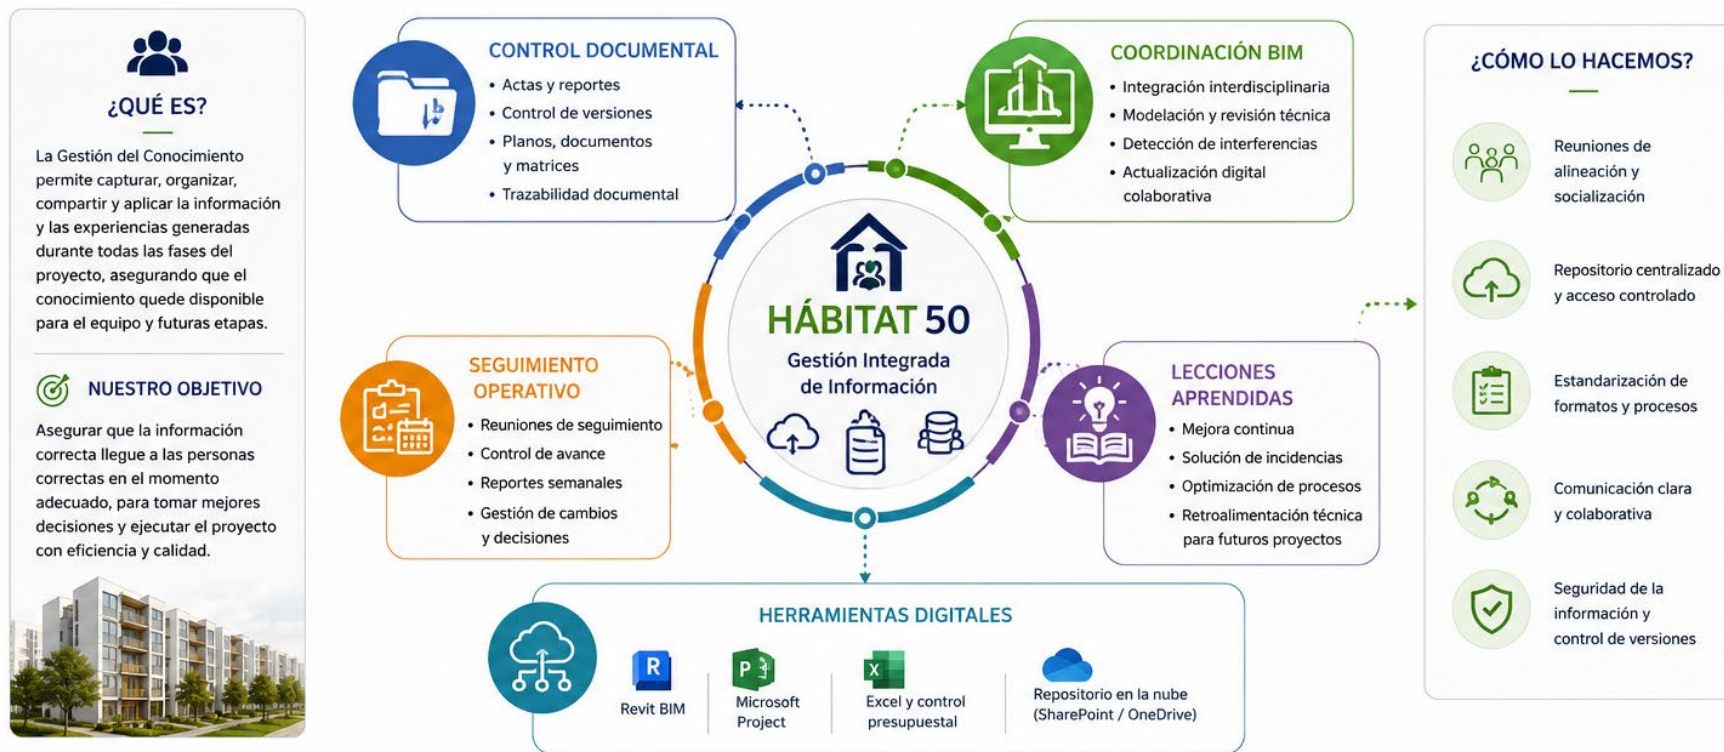 ¿QUÉ ES?
La Gestión del Conocimiento
permite capturar, organizar,
compartir y aplicar la información
y las experiencias generadas
durante todas las fases del
proyecto, asegurando que el
conocimiento quede disponible
para el equipo y futuras etapas.
NUESTRO OBJETIVO
Asegurar que la información
correcta llegue a las personas
correctas en el momento
adecuado, para tomar mejores
decisiones y ejecutar el proyecto
con eficiencia y calidad.
CONTROL DOCUMENTAL
• Actas y reportes
• Control de versiones
• Planos, documentos
y matrices
• Trazabilidad documental
COORDINACIÓN BIM
• Integración interdisciplinaria
• Modelación y revisión técnica
• Detección de interferencias
• Actualización digital
colaborativa
HÁBITAT 50
Gestión Integrada
de Información
SEGUIMIENTO
OPERATIVO
• Reuniones de seguimiento
• Control de avance
• Reportes semanales
• Gestión de cambios
y decisiones
LECCIONES
APRENDIDAS
• Mejora continua
• Solución de incidencias
• Optimización de procesos
• Retroalimentación técnica
para futuros proyectos
HERRAMIENTAS DIGITALES
R
Revit BIM
P
Microsoft
Project
X
Excel y control
presupuestal
Repositorio en la nube
(SharePoint / OneDrive)
¿CÓMO LO HACEMOS?
Reuniones de
alineación y
socialización
Repositorio centralizado
y acceso controlado
Estandarización de
formatos y procesos
Comunicación clara
y colaborativa
Seguridad de la
información y
control de versiones